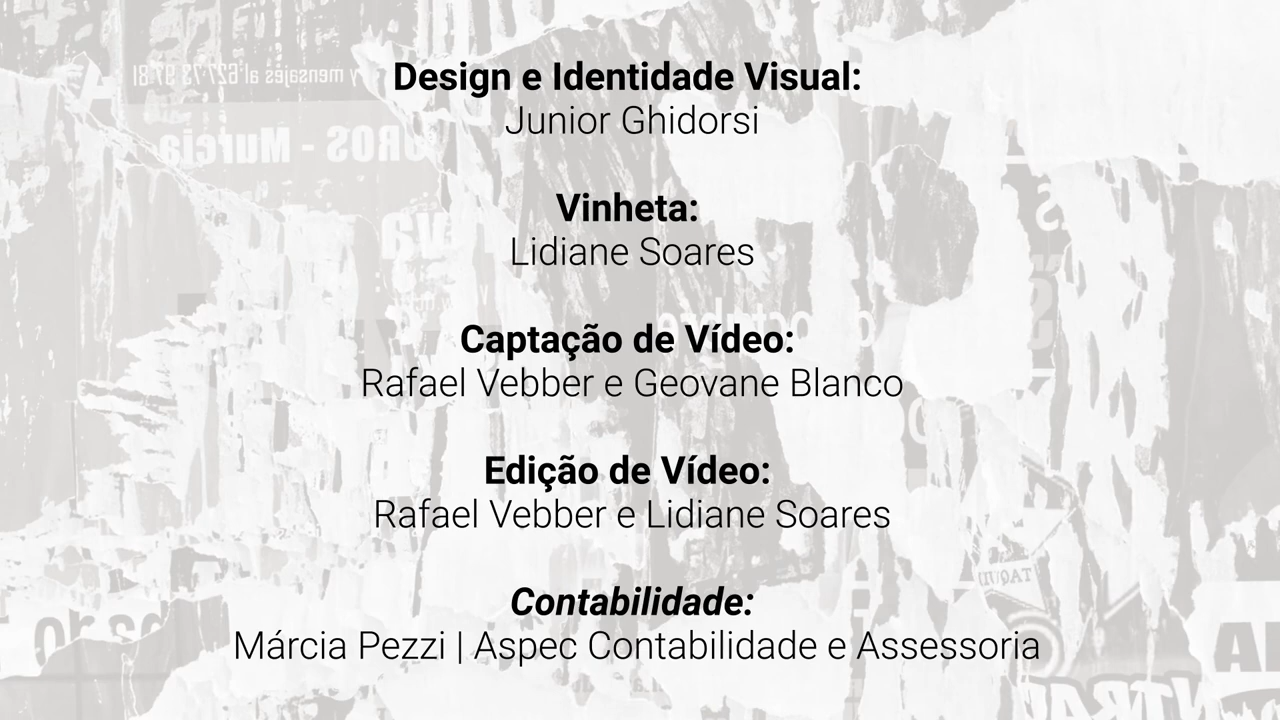 Design e Identidade Visual:
Junior Ghidorsi
Vinheta:
Lidiane Soares
Captação de Vídeo:
Rafael Vebber e Geovane Blanco
Edição de Vídeo:
Rafael Vebber e Lidiane Soares
Contabilidade:
Márcia Pezzi | Aspec Contabilidade e Assessoria